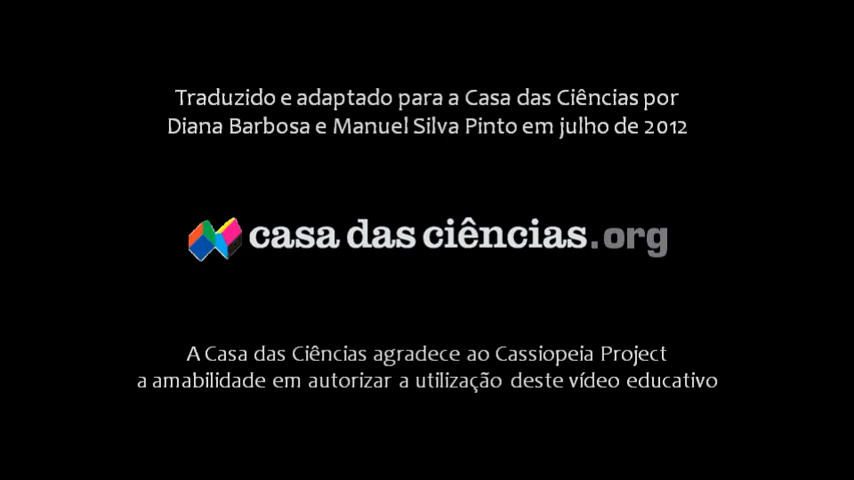 Traduzido e adaptado para a Casa das Ciências por
Diana Barbosa e Manuel Silva Pinto em julho de 2012
casa das ciências.org
A Casa das Ciências agradece ao Cassiopeia Project
a amabilidade em autorizar a utilização deste vídeo educativo